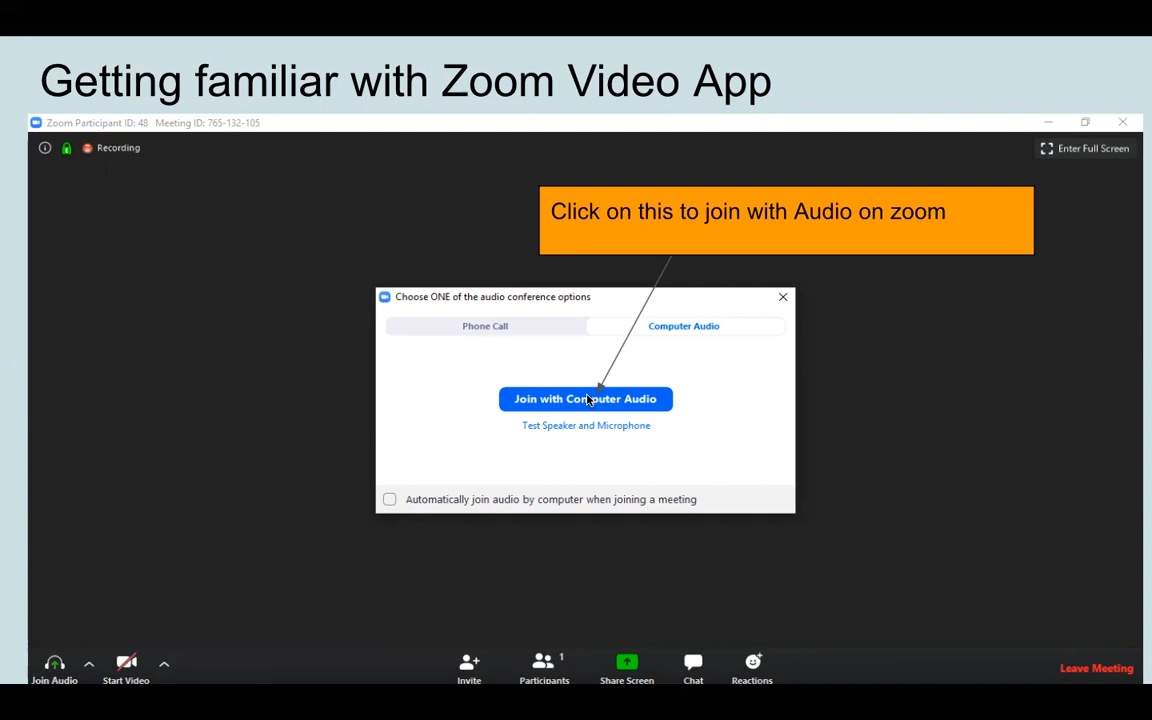 Getting familiar with Zoom Video App
Zoom Participant ID: 48 Meeting ID: 765-132-105
Recording
Enter Full Screen
Click on this to join with Audio on zoom
Choose ONE of the audio conference options
Phone Call
Computer Audio
Join with Computer Audio
Test Speaker and Microphone
Automatically join audio by computer when joining a meeting
1
Join Audio
Start Video
Invite
Participants
Share Screen
Chat
Reactions
Leave Meeting